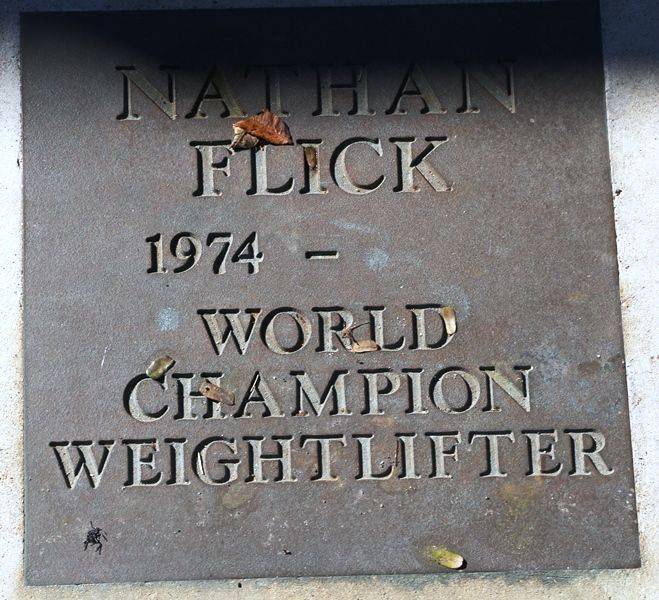 NATHAN
FLICK
1974 –
WORLD
CHAMPION
WEIGHTLIFTER